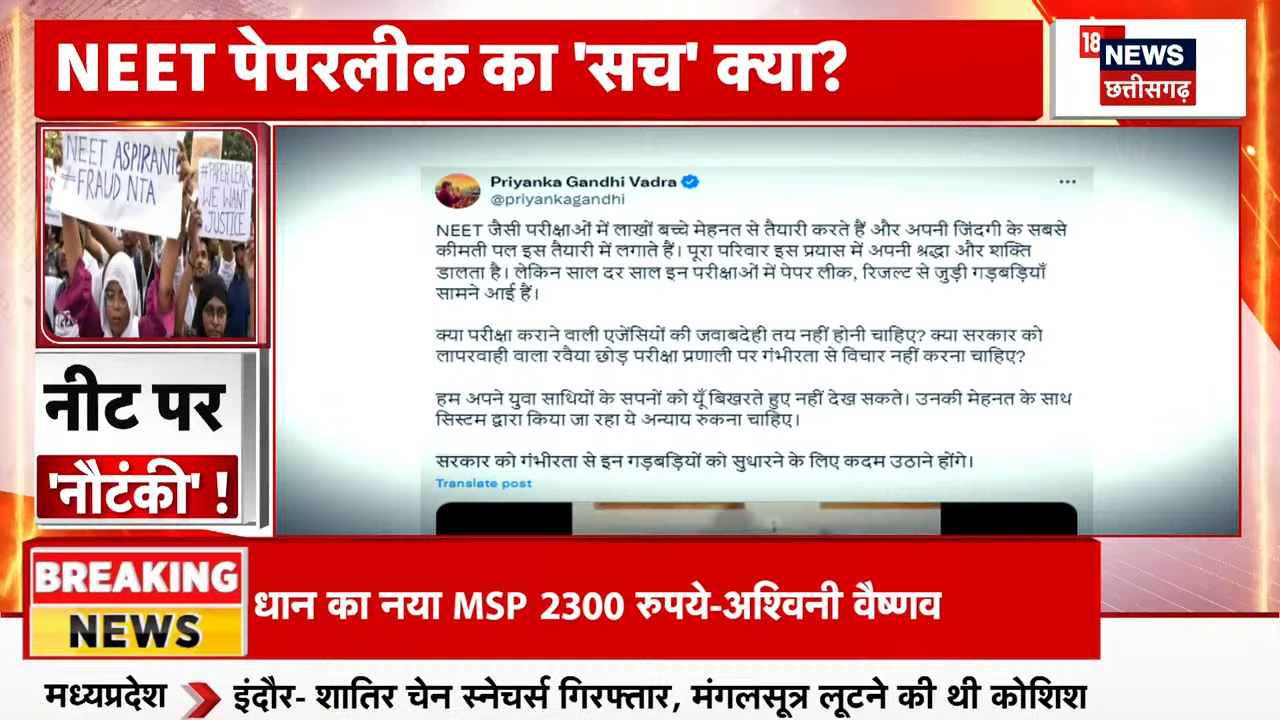 NEET पेपरलीक का 'सच' क्या?
18
NEWS
छत्तीसगढ़
NEET ASPIRANT
#FRAUD NTA
#PAPER LEAK
WE WANT
JUSTICE
नीट पर
'नौटंकी' !
Priyanka Gandhi Vadra
@priyankagandhi
NEET जैसी परीक्षाओं में लाखों बच्चे मेहनत से तैयारी करते हैं और अपनी ज़िंदगी के सबसे
कीमती पल इस तैयारी में लगाते हैं। पूरा परिवार इस प्रयास में अपनी श्रद्धा और शक्ति
डालता है। लेकिन साल दर साल इन परीक्षाओं में पेपर लीक, रिजल्ट से जुड़ी गड़बड़ियाँ
सामने आई हैं।
क्या परीक्षा कराने वाली एजेंसियों की जवाबदेही तय नहीं होनी चाहिए? क्या सरकार को
लापरवाही वाला रवैया छोड़ परीक्षा प्रणाली पर गंभीरता से विचार नहीं करना चाहिए?
हम अपने युवा साथियों के सपनों को यूँ बिखरते हुए नहीं देख सकते। उनकी मेहनत के साथ
सिस्टम द्वारा किया जा रहा ये अन्याय रुकना चाहिए।
सरकार को गंभीरता से इन गड़बड़ियों को सुधारने के लिए कदम उठाने होंगे।
Translate post
BREAKING
NEWS
धान का नया MSP 2300 रुपये-अश्विनी वैष्णव
मध्यप्रदेश
इंदौर- शातिर चेन स्नेचर्स गिरफ्तार, मंगलसूत्र लूटने की थी कोशिश